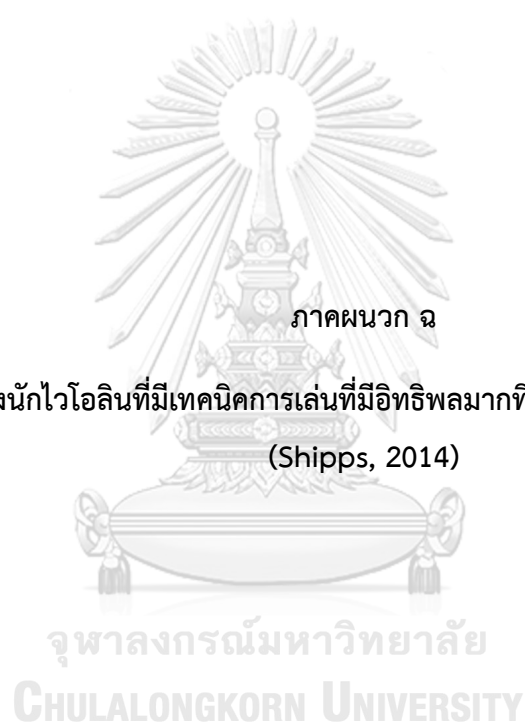 ภาคผนวก ฉ
นักไวโอลินที่มีเทคนิคการเล่นที่มีอิทธิพลมากที่
(Shipps, 2014)
จุฬาลงกรณ์มหาวิทยาลัย
CHULALONGKORN UNIVERSITY